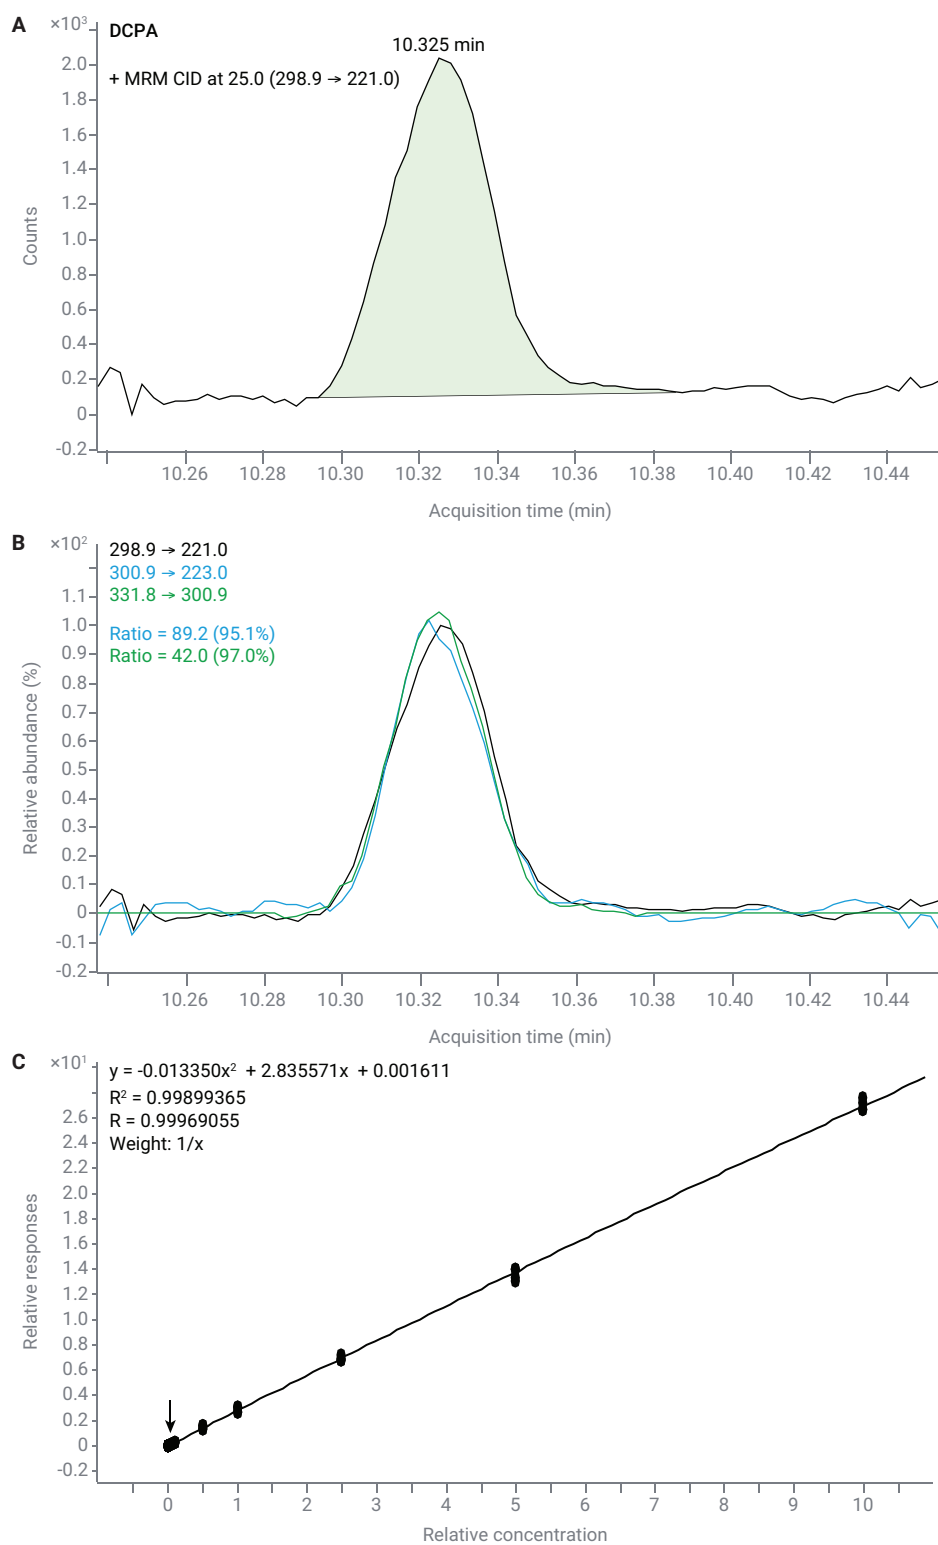 A
×10³
DCPA
10.325 min
+ MRM CID at 25.0 (298.9 → 221.0)
2.0
1.8
1.6
1.4
1.2
1.0
0.8
0.6
0.4
0.2
0
-0.2
Counts
10.26 10.28 10.30 10.32 10.34 10.36 10.38 10.40 10.42 10.44
Acquisition time (min)
B
×10²
298.9 → 221.0
300.9 → 223.0
331.8 → 300.9
Ratio = 89.2 (95.1%)
Ratio = 42.0 (97.0%)
1.1
1.0
0.9
0.8
0.7
0.6
0.5
0.4
0.3
0.2
0.1
0
-0.1
-0.2
Relative abundance (%)
10.26 10.28 10.30 10.32 10.34 10.36 10.38 10.40 10.42 10.44
Acquisition time (min)
C
×10¹
y = -0.013350x² + 2.835571x + 0.001611
R² = 0.99899365
R = 0.99969055
Weight: 1/x
2.6
2.4
2.2
2.0
1.8
1.6
1.4
1.2
1.0
0.8
0.6
0.4
0.2
0
-0.2
Relative responses
0 1 2 3 4 5 6 7 8 9 10
Relative concentration